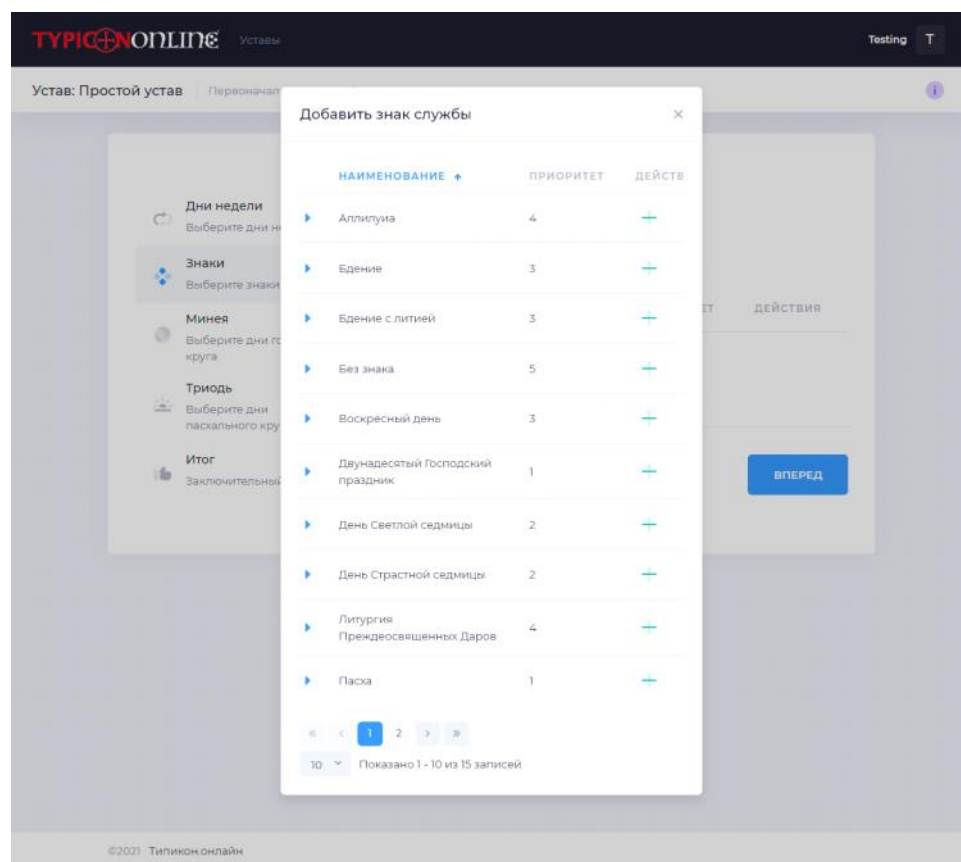 TYPICONONLINE Уставы Testing T
Устав: Простой устав Первоначал
Добавить знак службы
НАИМЕНОВАНИЕ ПРИОРИТЕТ ДЕЙСТВ
Дни недели
Выберите дни н
Аллилуиа 4
Знаки
Выберите знаки
Бдение 3
Минея
Выберите дни го
круга
Бдение с литией 3
ЕТ ДЕЙСТВИЯ
Без знака 5
Триодь
Выберите дни
пасхального кру
Воскресный день 3
Итог
Заключительный
Двунадесятый Господский
праздник 1
ВПЕРЕД
День Светлой седмицы 2
День Страстной седмицы 2
Литургия
Преждеосвященных Даров 4
Пасха 1
« ‹ 1 2 › »
10 Показано 1 - 10 из 15 записей
©2021 Типикон.онлайн